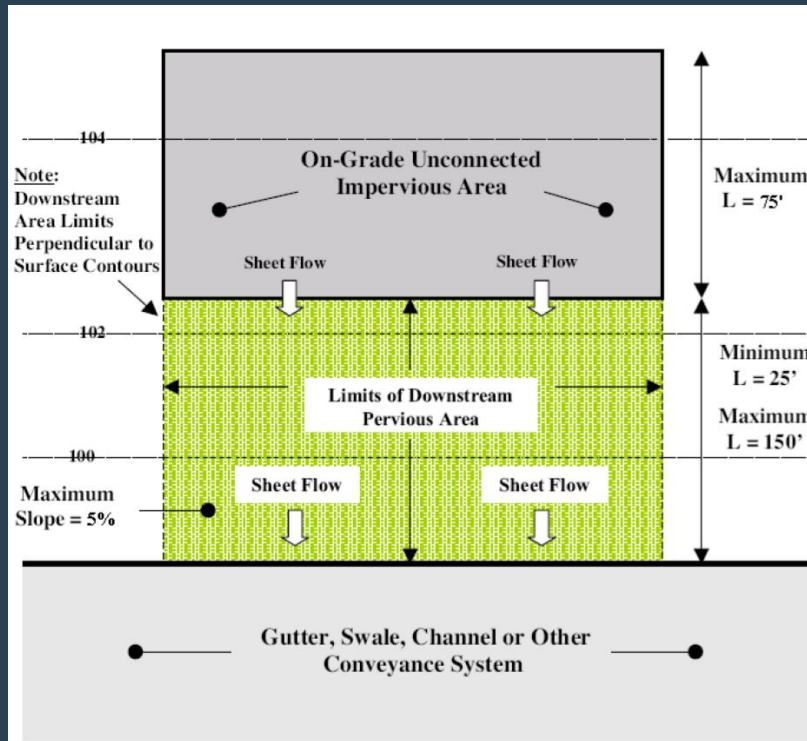 104
On-Grade Unconnected
Impervious Area
Note:
Downstream
Area Limits
Perpendicular to
Surface Contours
Maximum
L = 75'
Sheet Flow
Sheet Flow
102
Minimum
L = 25’
Maximum
L = 150’
Limits of Downstream
Pervious Area
100
Sheet Flow
Sheet Flow
Maximum
Slope = 5%
Gutter, Swale, Channel or Other
Conveyance System